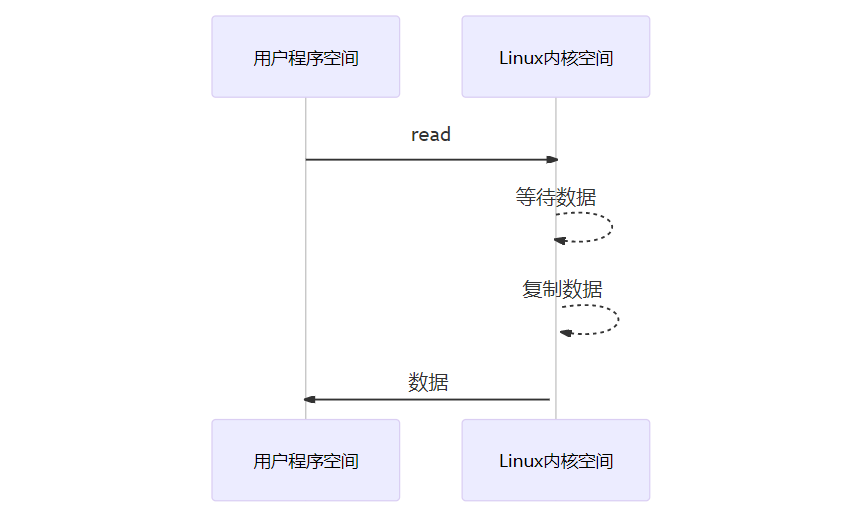 用户程序空间
Linux内核空间
read
等待数据
复制数据
数据
用户程序空间
Linux内核空间